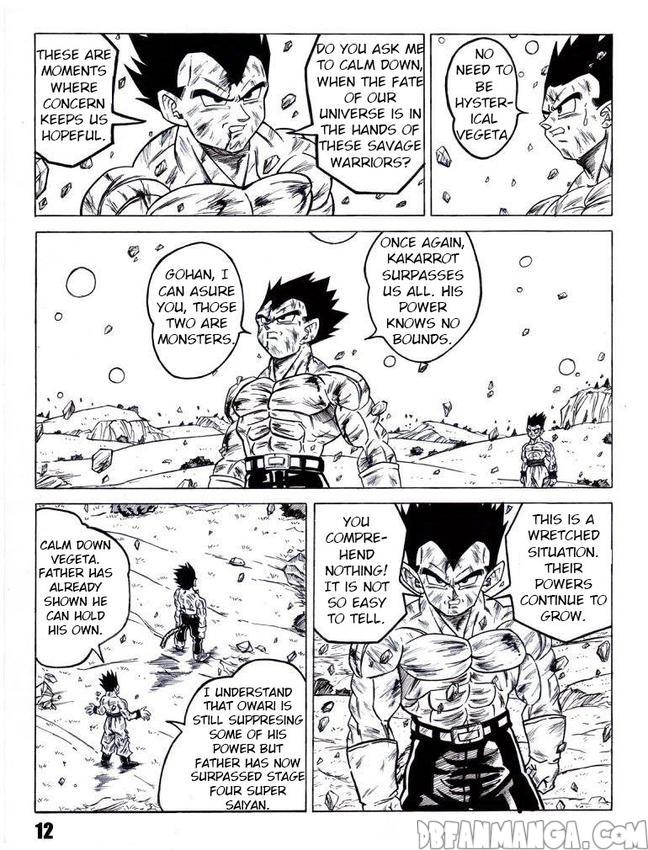 NO
NEED TO
BE
HYSTER-
ICAL
VEGETA
DO YOU ASK ME
TO CALM DOWN,
WHEN THE FATE
OF OUR
UNIVERSE IS IN
THE HANDS OF
THESE SAVAGE
WARRIORS?
THESE ARE
MOMENTS
WHERE
CONCERN
KEEPS US
HOPEFUL.
ONCE AGAIN,
KAKARROT
SURPASSES
US ALL. HIS
POWER
KNOWS NO
BOUNDS.
GOHAN, I
CAN ASURE
YOU, THOSE
TWO ARE
MONSTERS.
THIS IS A
WRETCHED
SITUATION.
THEIR
POWERS
CONTINUE TO
GROW.
YOU
COMPRE-
HEND
NOTHING!
IT IS NOT
SO EASY
TO TELL.
CALM DOWN
VEGETA.
FATHER HAS
ALREADY
SHOWN HE
CAN HOLD
HIS OWN.
I UNDERSTAND
THAT OWARI IS
STILL SUPPRESING
SOME OF HIS
POWER BUT
FATHER HAS NOW
SURPASSED STAGE
FOUR SUPER
SAIYAN.
12
DBFANMANGA.COM